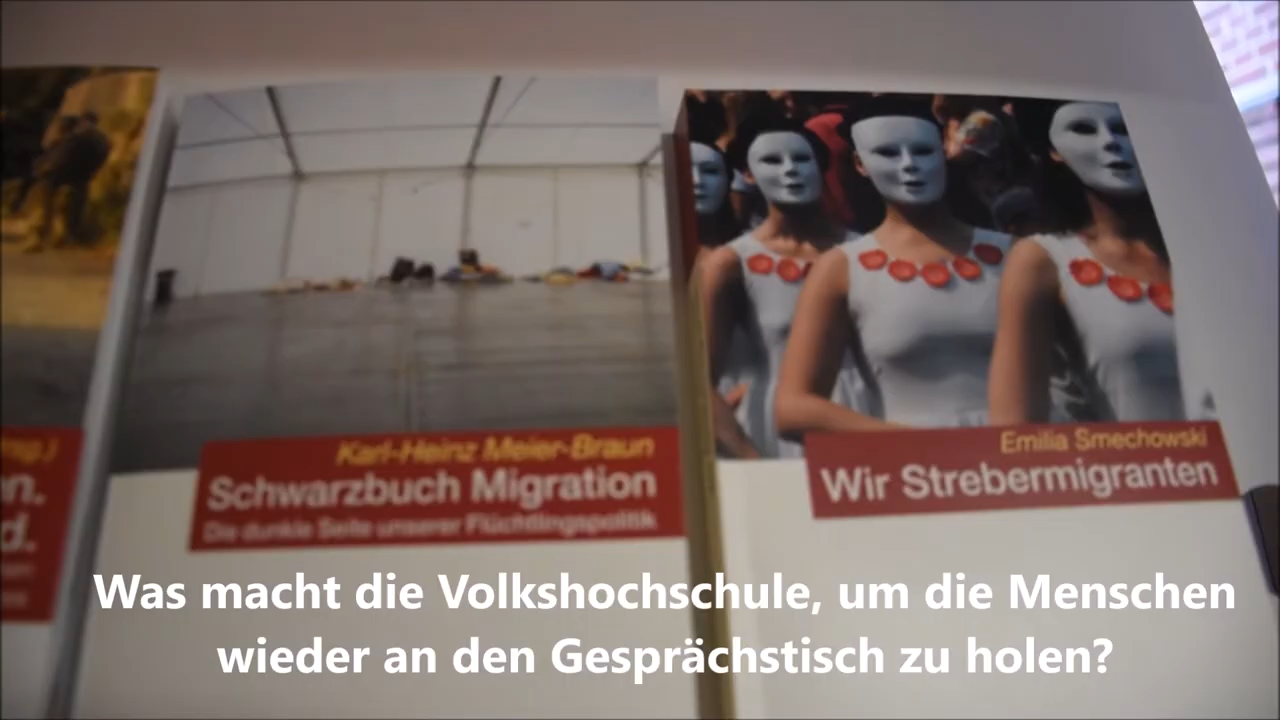 Karl-Heinz Meier-Braun
Schwarzbuch Migration
Die dunkle Seite unserer Flüchtlingspolitik
Emilia Smechowski
Wir Strebermigranten
Was macht die Volkshochschule, um die Menschen
wieder an den Gesprächstisch zu holen?